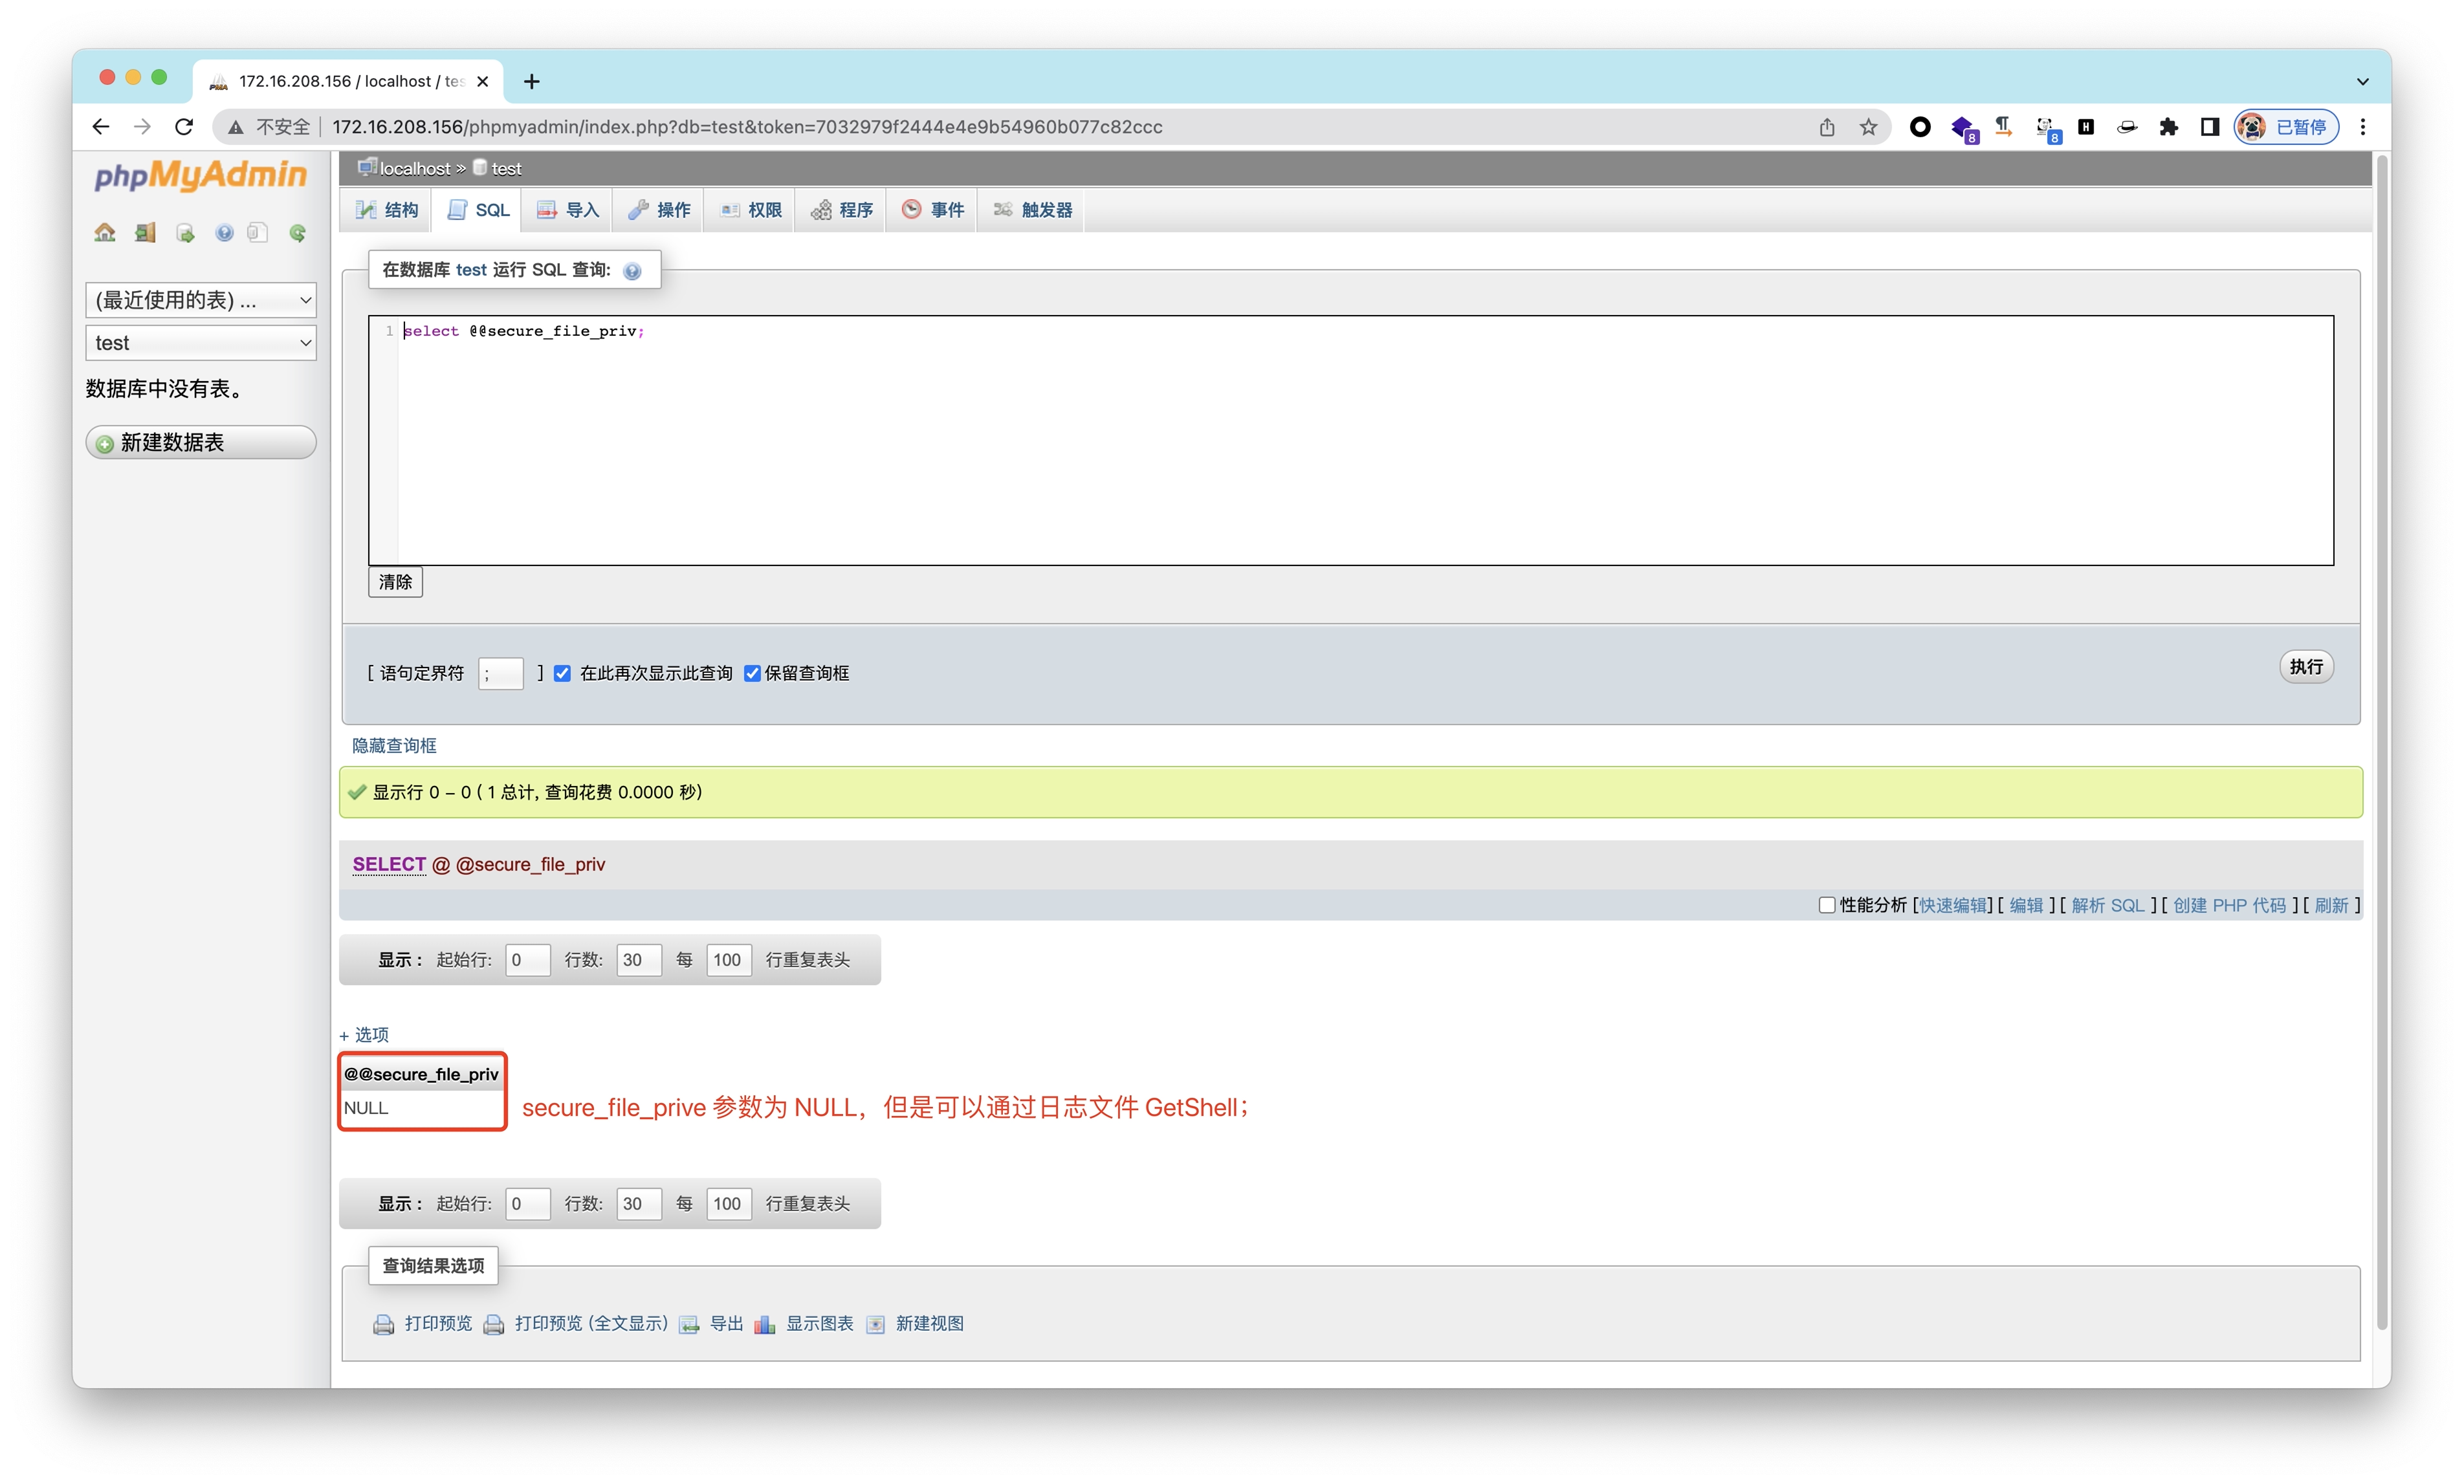 172.16.208.156 / localhost / tes
不安全 172.16.208.156/phpmyadmin/index.php?db=test&token=7032979f2444e4e9b54960b077c82ccc 8 8 H 已暂停
phpMyAdmin
(最近使用的表) ...
test
数据库中没有表。
新建数据表
localhost » test
结构 SQL 导入 操作 权限 程序 事件 触发器
在数据库 test 运行 SQL 查询:
1 select @@secure_file_priv;
清除
[ 语句定界符 ; ] 在此再次显示此查询 保留查询框 执行
隐藏查询框
显示行 0 – 0 ( 1 总计, 查询花费 0.0000 秒)
SELECT @ @secure_file_priv
性能分析 [快速编辑] [ 编辑 ] [ 解析 SQL ] [ 创建 PHP 代码 ] [ 刷新 ]
显示 : 起始行: 0 行数: 30 每 100 行重复表头
+ 选项
@@secure_file_priv
NULL
secure_file_prive 参数为 NULL，但是可以通过日志文件 GetShell；
显示 : 起始行: 0 行数: 30 每 100 行重复表头
查询结果选项
打印预览 打印预览 (全文显示) 导出 显示图表 新建视图